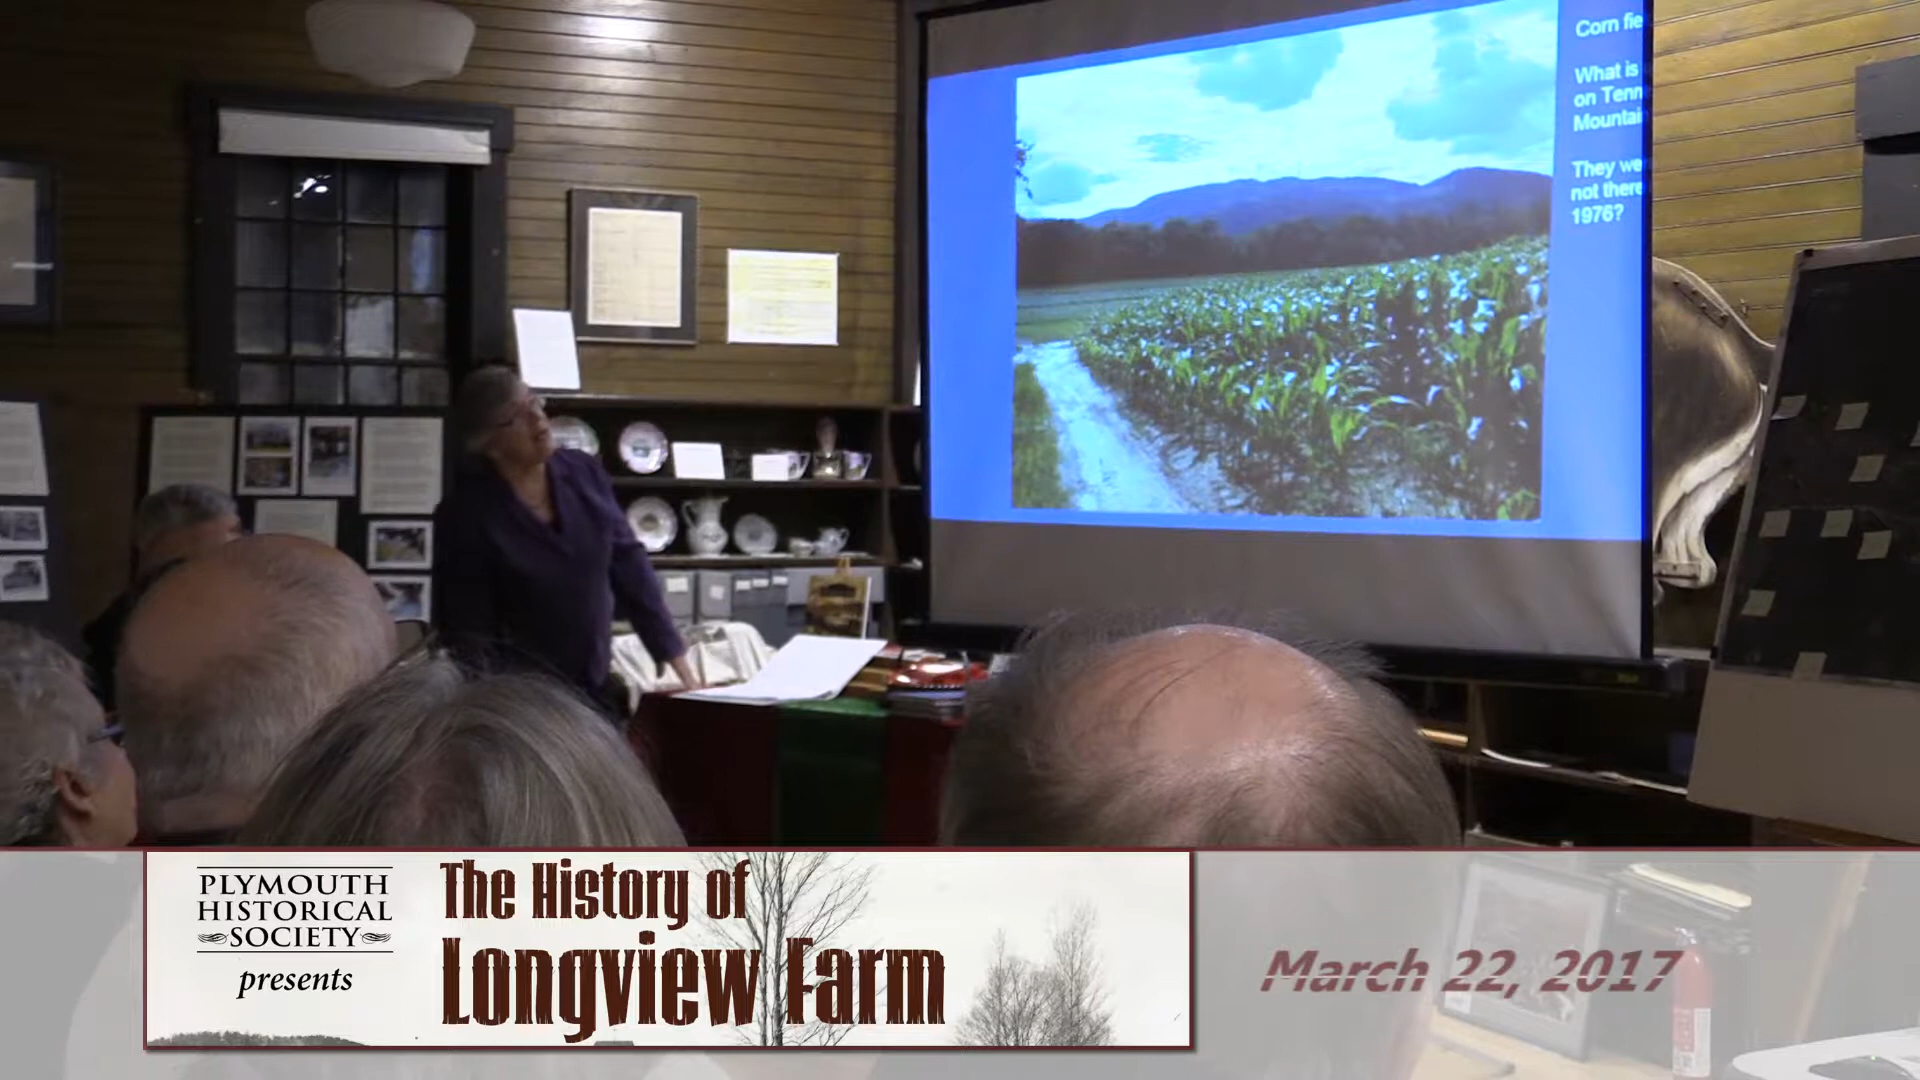 Corn fie
What is
on Tenn
Mountai
They we
not there
1976?
PLYMOUTH
HISTORICAL
SOCIETY
presents
The History of
Longview Farm
March 22, 2017